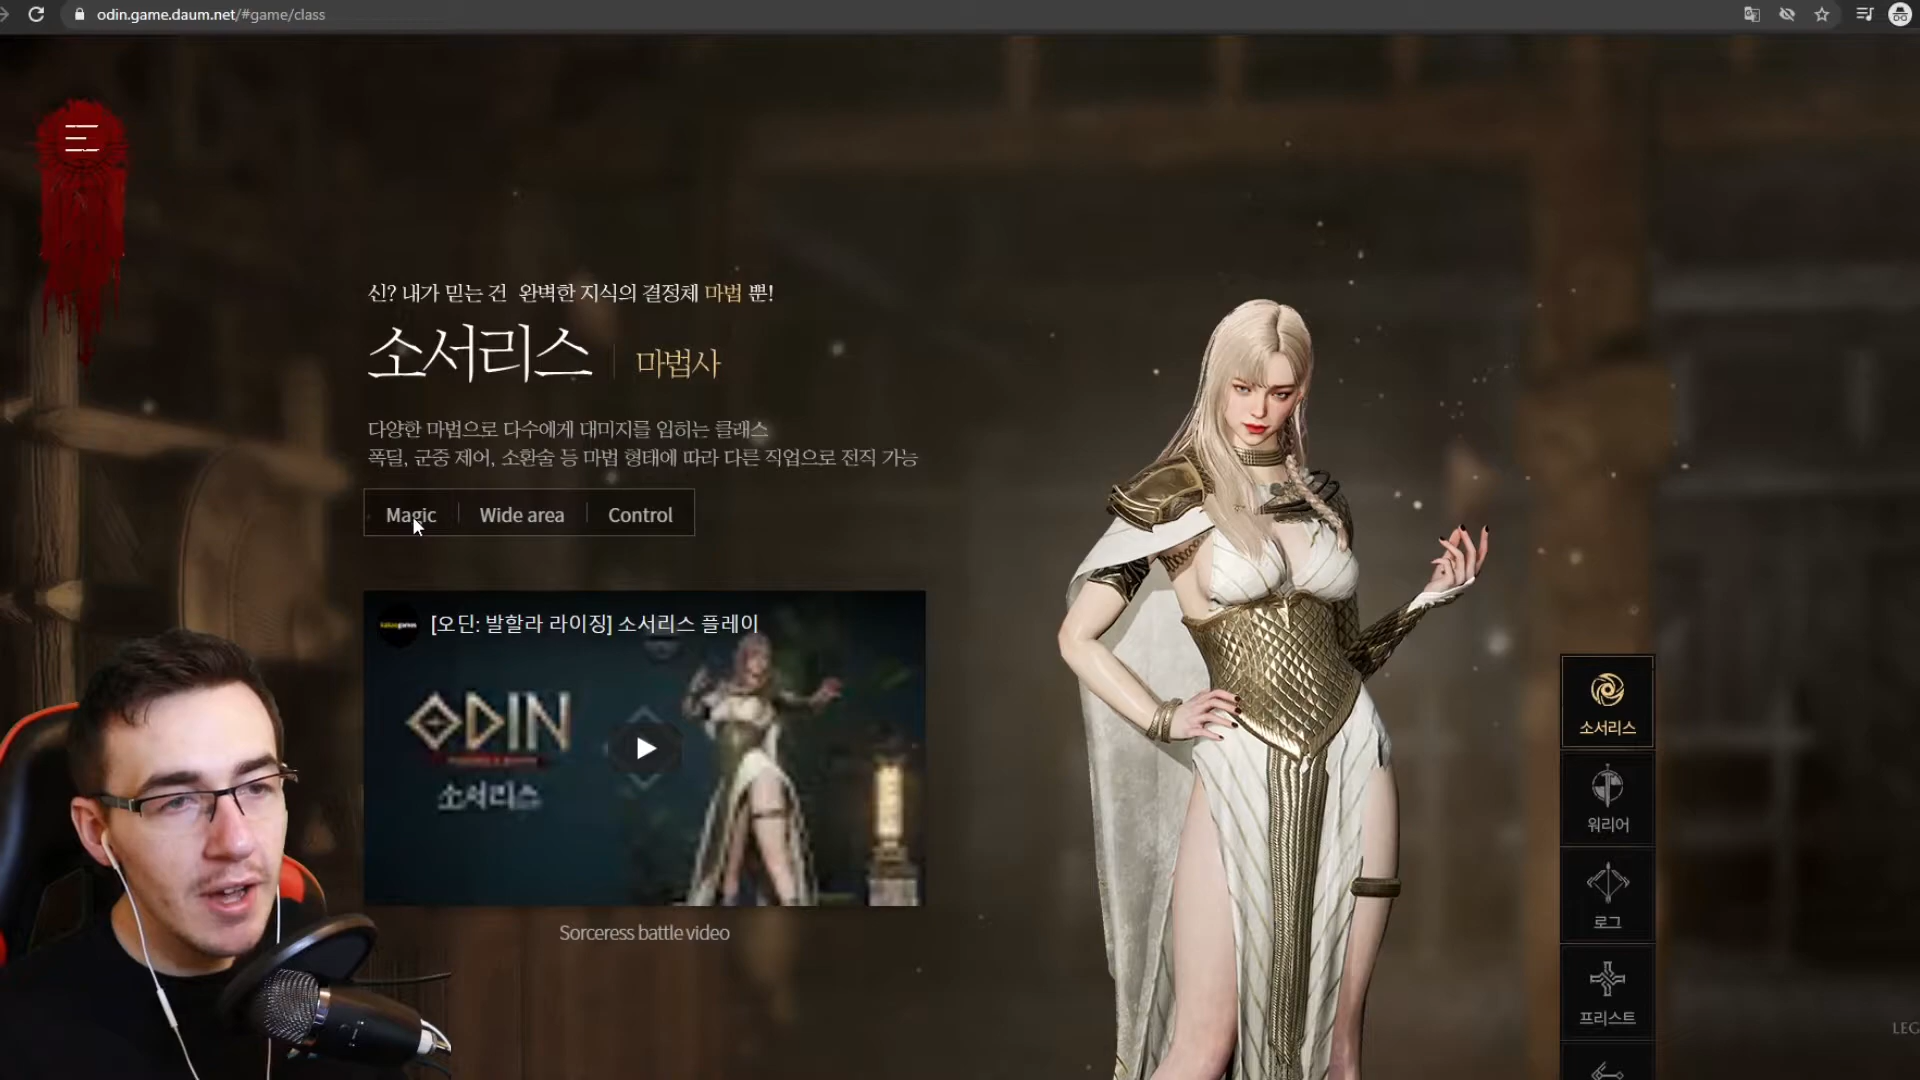 odin.game.daum.net/#game/class
신? 내가 믿는 건 완벽한 지식의 결정체 마법 뿐!
소서리스 마법사
다양한 마법으로 다수에게 대미지를 입히는 클래스
폭딜, 군중 제어, 소환술 등 마법 형태에 따라 다른 직업으로 전직 가능
Magic Wide area Control
[오딘: 발할라 라이징] 소서리스 플레이
ODIN
소서리스
Sorceress battle video
소서리스
워리어
로그
프리스트
LEG